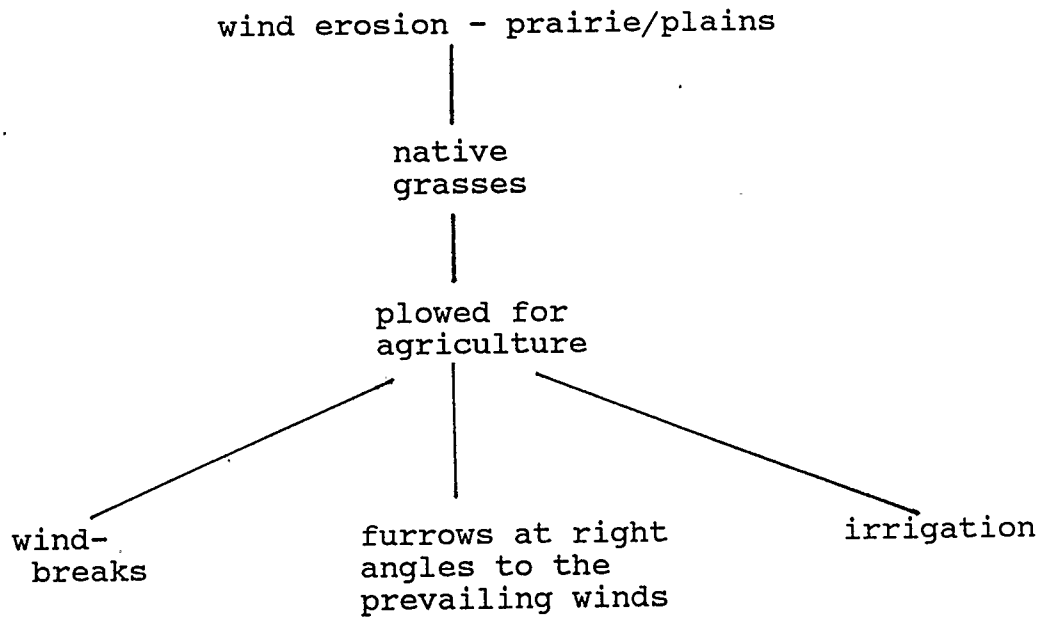 wind erosion - prairie/plains
native
grasses
plowed for
agriculture
wind-
breaks
furrows at right
angles to the
prevailing winds
irrigation